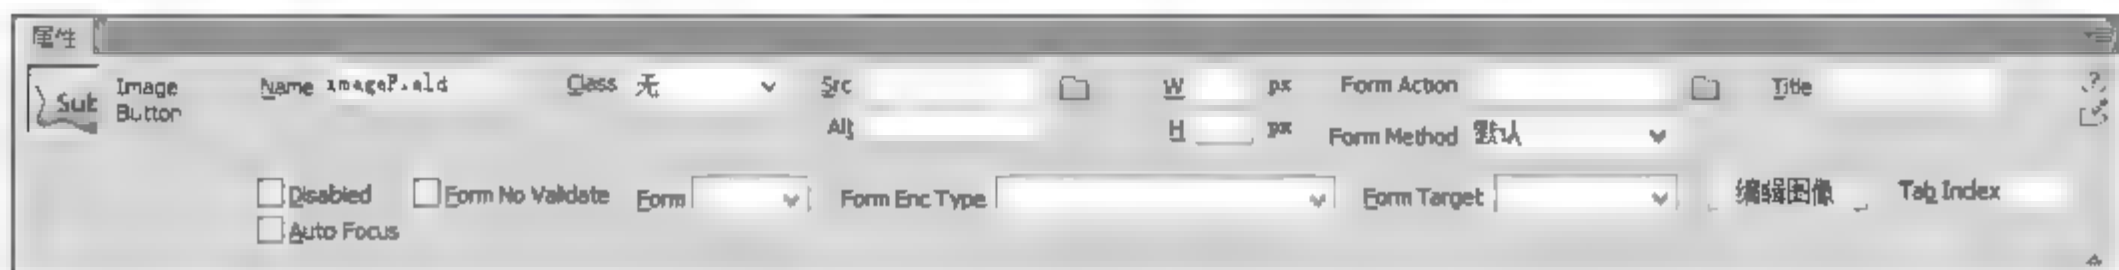 属性
Sub Image Button Name imageField Class 无 Src W px Form Action Title
Alt H px Form Method 默认
Disabled Form No Validate Form Form Enc Type Form Target 编辑图像 Tab Index
Auto Focus